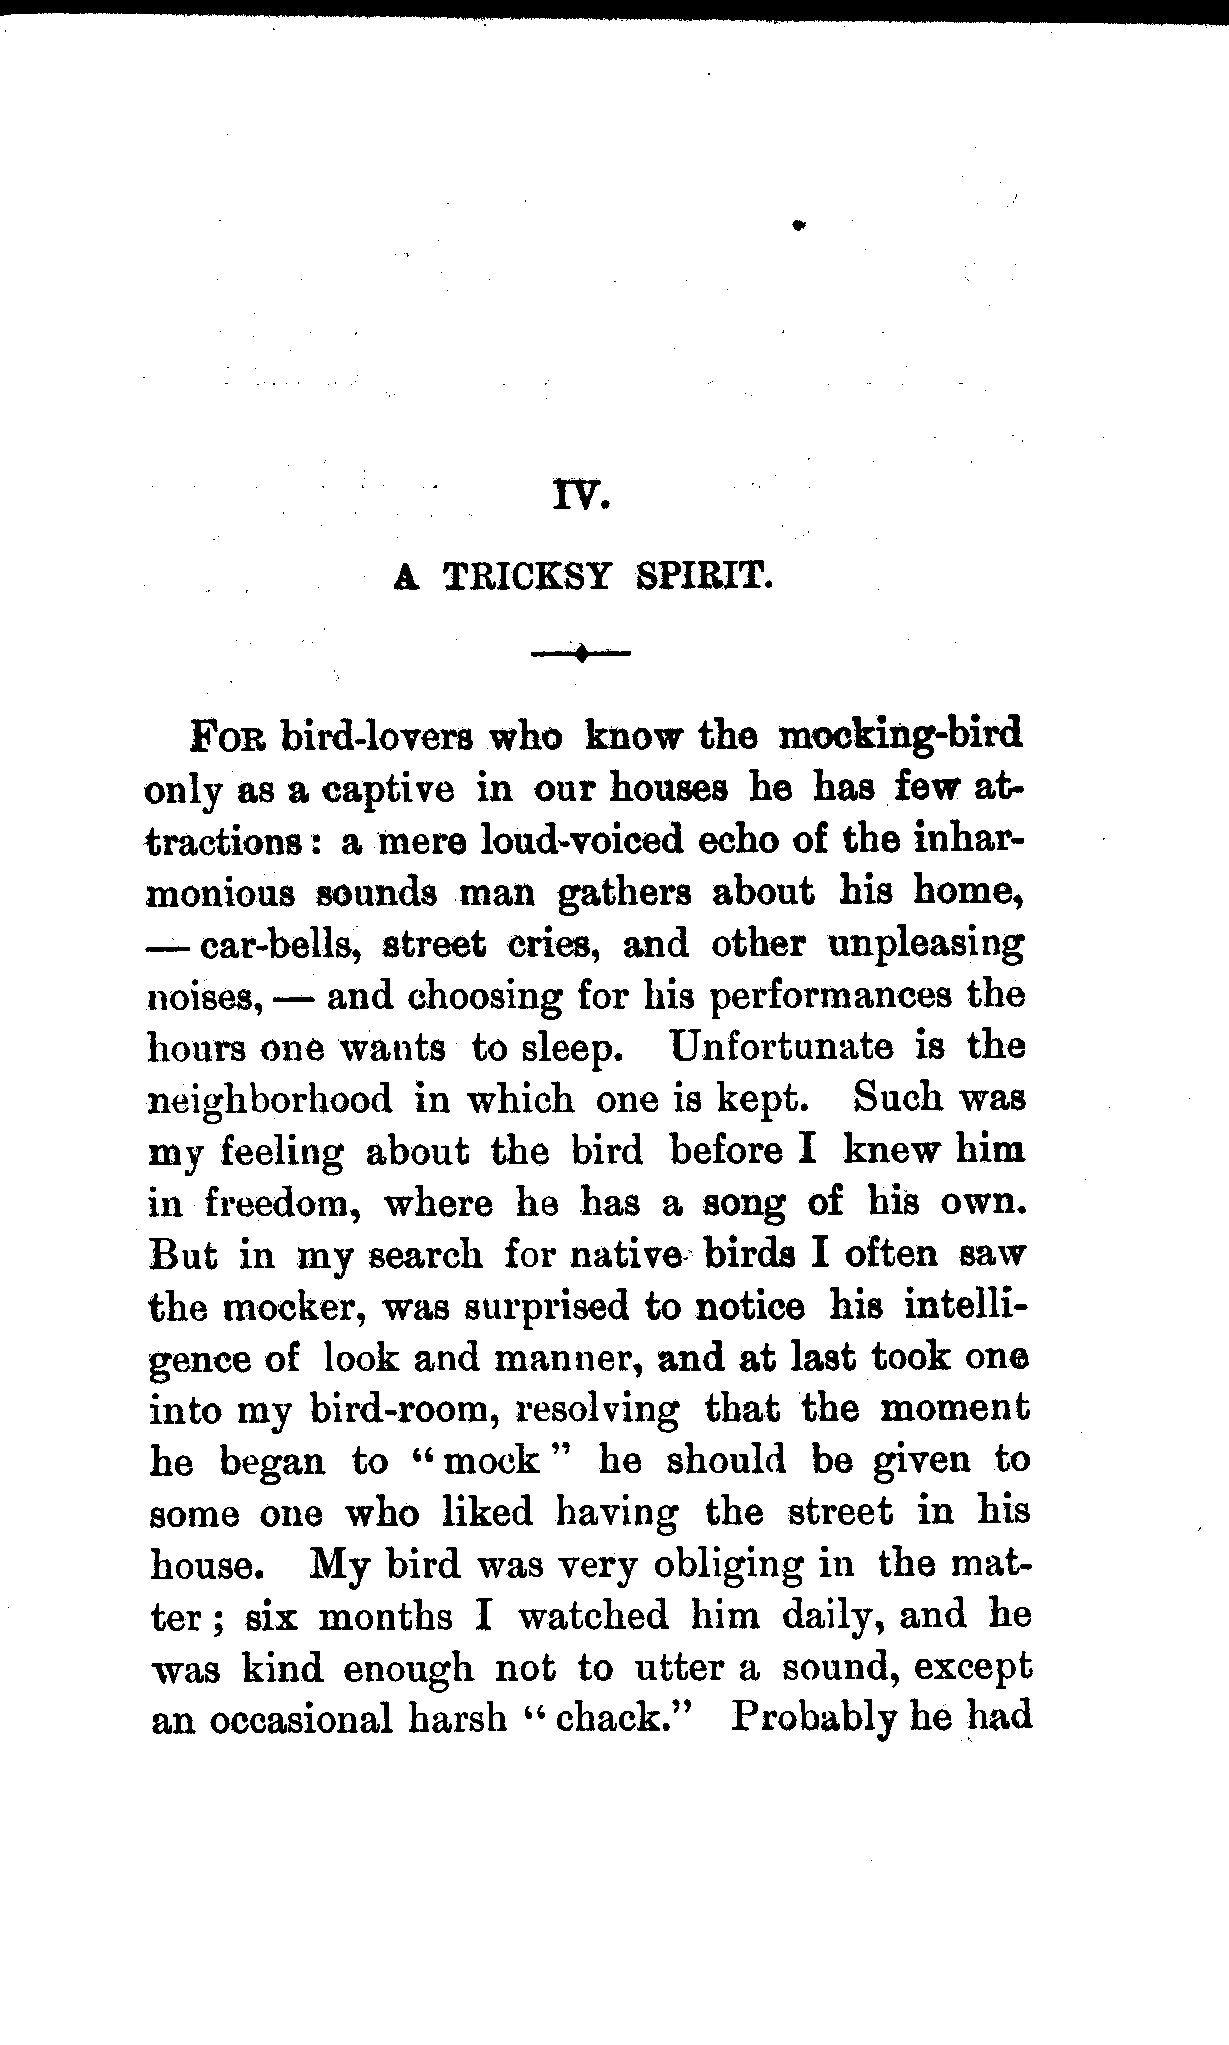 IV.
A TRICKSY SPIRIT.
FOR bird-lovers who know the mocking-bird
only as a captive in our houses he has few at-
tractions: a mere loud-voiced echo of the inhar-
monious sounds man gathers about his home,
— car-bells, street cries, and other unpleasing
noises, — and choosing for his performances the
hours one wants to sleep. Unfortunate is the
neighborhood in which one is kept. Such was
my feeling about the bird before I knew him
in freedom, where he has a song of his own.
But in my search for native birds I often saw
the mocker, was surprised to notice his intelli-
gence of look and manner, and at last took one
into my bird-room, resolving that the moment
he began to “mock” he should be given to
some one who liked having the street in his
house. My bird was very obliging in the mat-
ter; six months I watched him daily, and he
was kind enough not to utter a sound, except
an occasional harsh “chack.” Probably he had